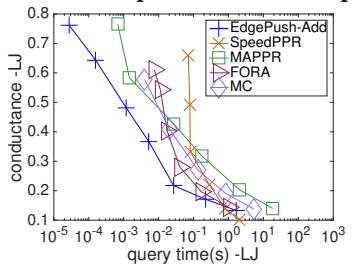 conductance -LJ
0.8
0.7
0.6
0.5
0.4
0.3
0.2
0.1
EdgePush-Add
SpeedPPR
MAPPR
FORA
MC
10⁻⁵ 10⁻⁴ 10⁻³ 10⁻² 10⁻¹ 10⁰ 10¹ 10² 10³
query time(s) -LJ